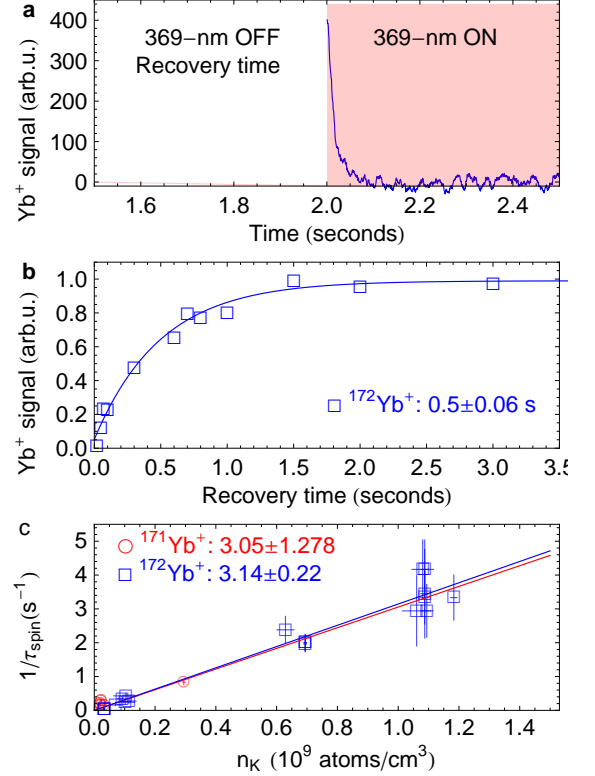 a
400
300
200
100
0
Yb⁺ signal (arb.u.)
369−nm OFF
Recovery time
369−nm ON
1.6 1.8 2.0 2.2 2.4
Time (seconds)
b
1.0
0.8
0.6
0.4
0.2
0.0
Yb⁺ signal (arb.u.)
¹⁷²Yb⁺: 0.5±0.06 s
0.0 0.5 1.0 1.5 2.0 2.5 3.0 3.5
Recovery time (seconds)
c
5
4
3
2
1
0
1/τspin(s⁻¹)
¹⁷¹Yb⁺: 3.05±1.278
¹⁷²Yb⁺: 3.14±0.22
0.0 0.2 0.4 0.6 0.8 1.0 1.2 1.4
nK (10⁹ atoms/cm³)